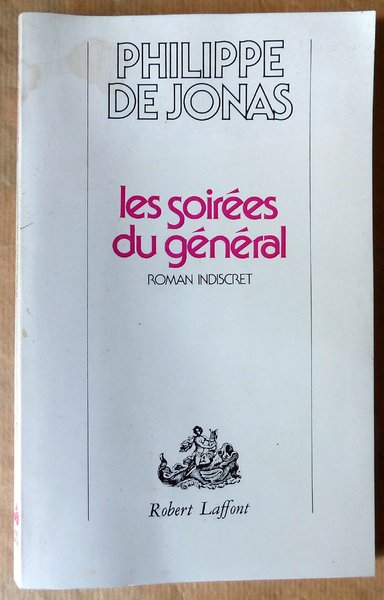 PHILIPPE
DE JONAS
les soirées
du général
ROMAN INDISCRET
Robert Laffont